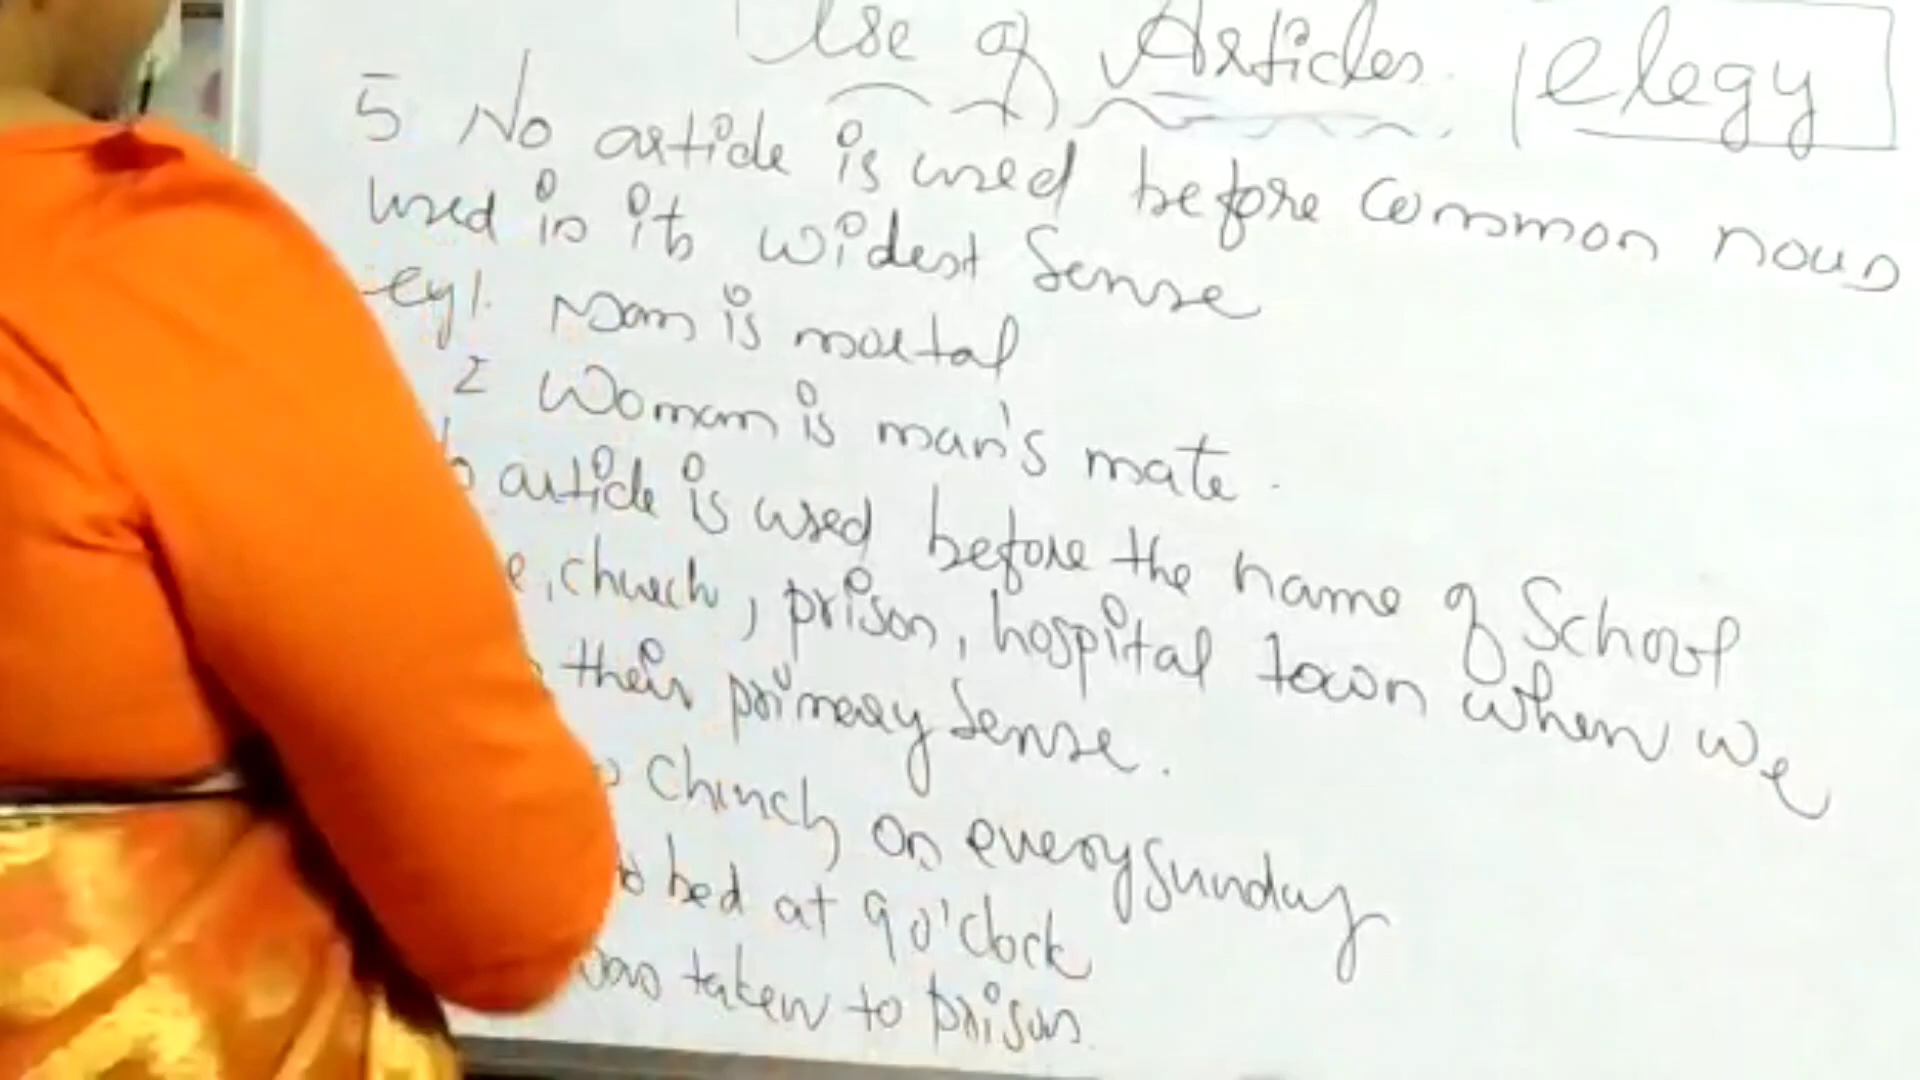 Use of Articles
elegy
5 No article is used before common noun
used in its widest sense
eg 1. Man is mortal
2 Woman is man's mate.
article is used before the name of School
church, prison, hospital town when we
their primary sense.
Church on every Sunday
bed at 9 o'clock
was taken to prison.